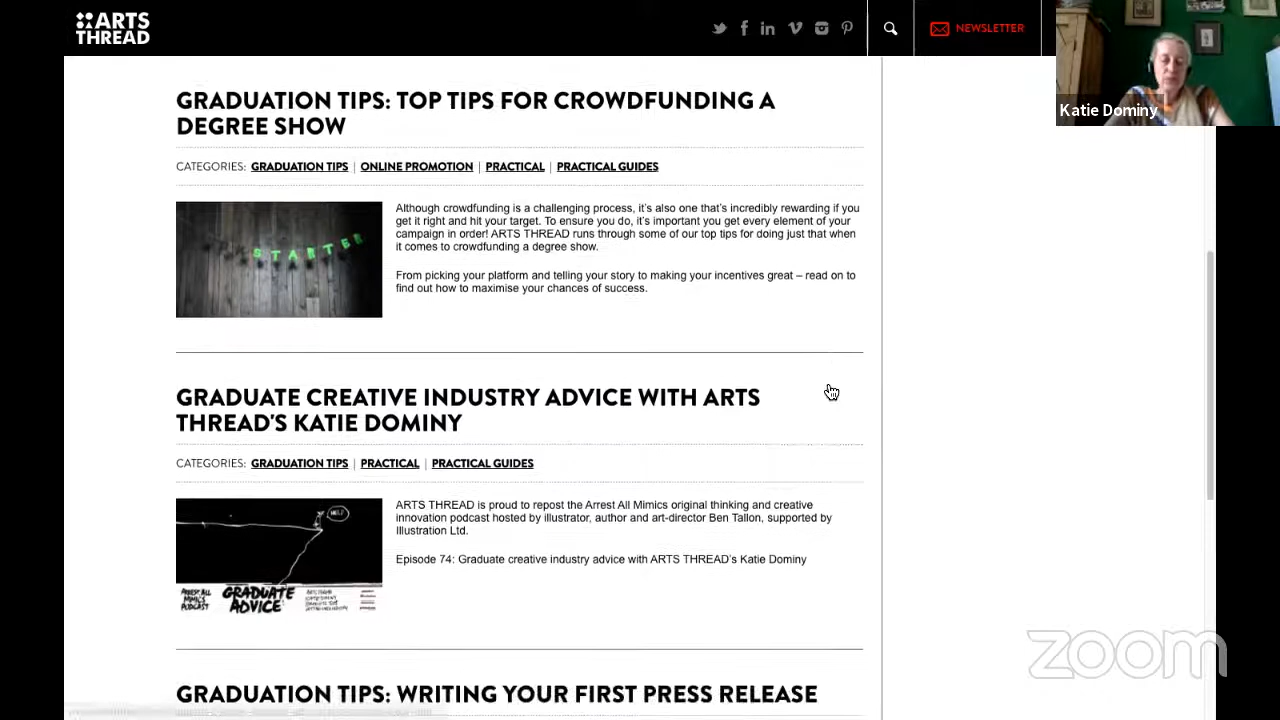 ARTS
THREAD
NEWSLETTER
Katie Dominy
GRADUATION TIPS: TOP TIPS FOR CROWDFUNDING A
DEGREE SHOW
CATEGORIES: GRADUATION TIPS | ONLINE PROMOTION | PRACTICAL | PRACTICAL GUIDES
STARTER
Although crowdfunding is a challenging process, it's also one that's incredibly rewarding if you
get it right and hit your target. To ensure you do, it's important you get every element of your
campaign in order! ARTS THREAD runs through some of our top tips for doing just that when
it comes to crowdfunding a degree show.
From picking your platform and telling your story to making your incentives great – read on to
find out how to maximise your chances of success.
GRADUATE CREATIVE INDUSTRY ADVICE WITH ARTS
THREAD'S KATIE DOMINY
CATEGORIES: GRADUATION TIPS | PRACTICAL | PRACTICAL GUIDES
ARREST ALL
MIMICS
PODCAST
GRADUATE
ADVICE
ARTS THREAD is proud to repost the Arrest All Mimics original thinking and creative
innovation podcast hosted by illustrator, author and art-director Ben Tallon, supported by
Illustration Ltd.
Episode 74: Graduate creative industry advice with ARTS THREAD's Katie Dominy
GRADUATION TIPS: WRITING YOUR FIRST PRESS RELEASE
zoom